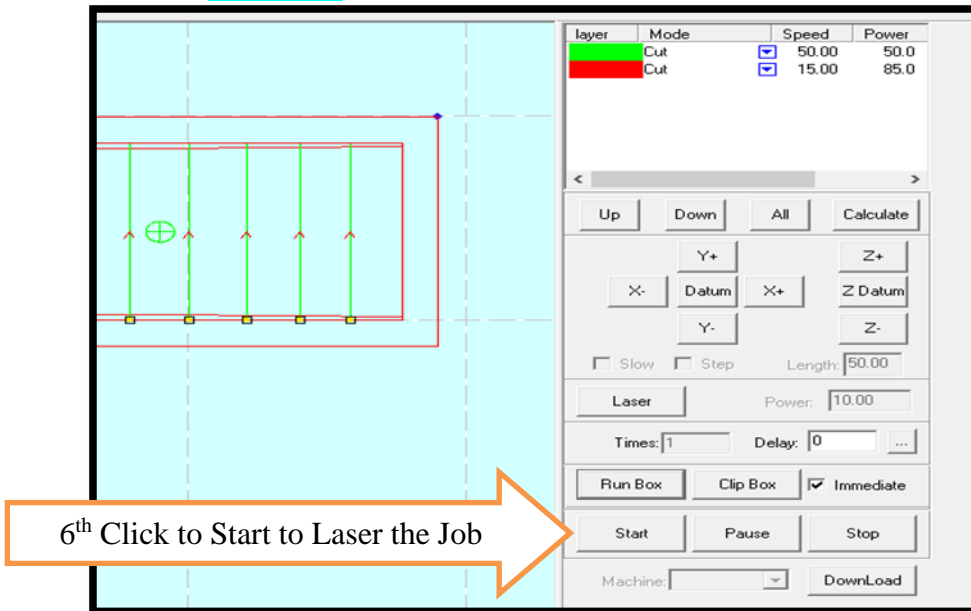 layer Mode Speed Power
Cut 50.00 50.0
Cut 15.00 85.0
< >
Up Down All Calculate
Y+ Z+
X- Datum X+ Z Datum
Y- Z-
Slow Step Length: 50.00
Laser Power: 10.00
Times: 1 Delay: 0 ...
Run Box Clip Box Immediate
6th Click to Start to Laser the Job
Start Pause Stop
Machine: DownLoad